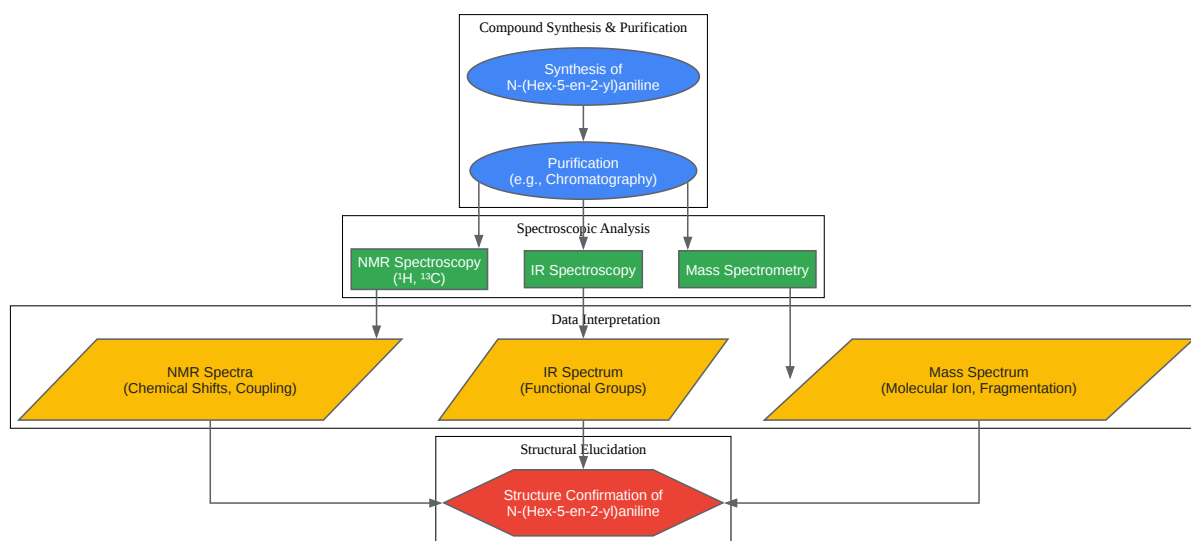 Compound Synthesis & Purification
Synthesis of
N-(Hex-5-en-2-yl)aniline
Purification
(e.g., Chromatography)
Spectroscopic Analysis
NMR Spectroscopy
(¹H, ¹³C)
IR Spectroscopy
Mass Spectrometry
Data Interpretation
NMR Spectra
(Chemical Shifts, Coupling)
IR Spectrum
(Functional Groups)
Mass Spectrum
(Molecular Ion, Fragmentation)
Structural Elucidation
Structure Confirmation of
N-(Hex-5-en-2-yl)aniline